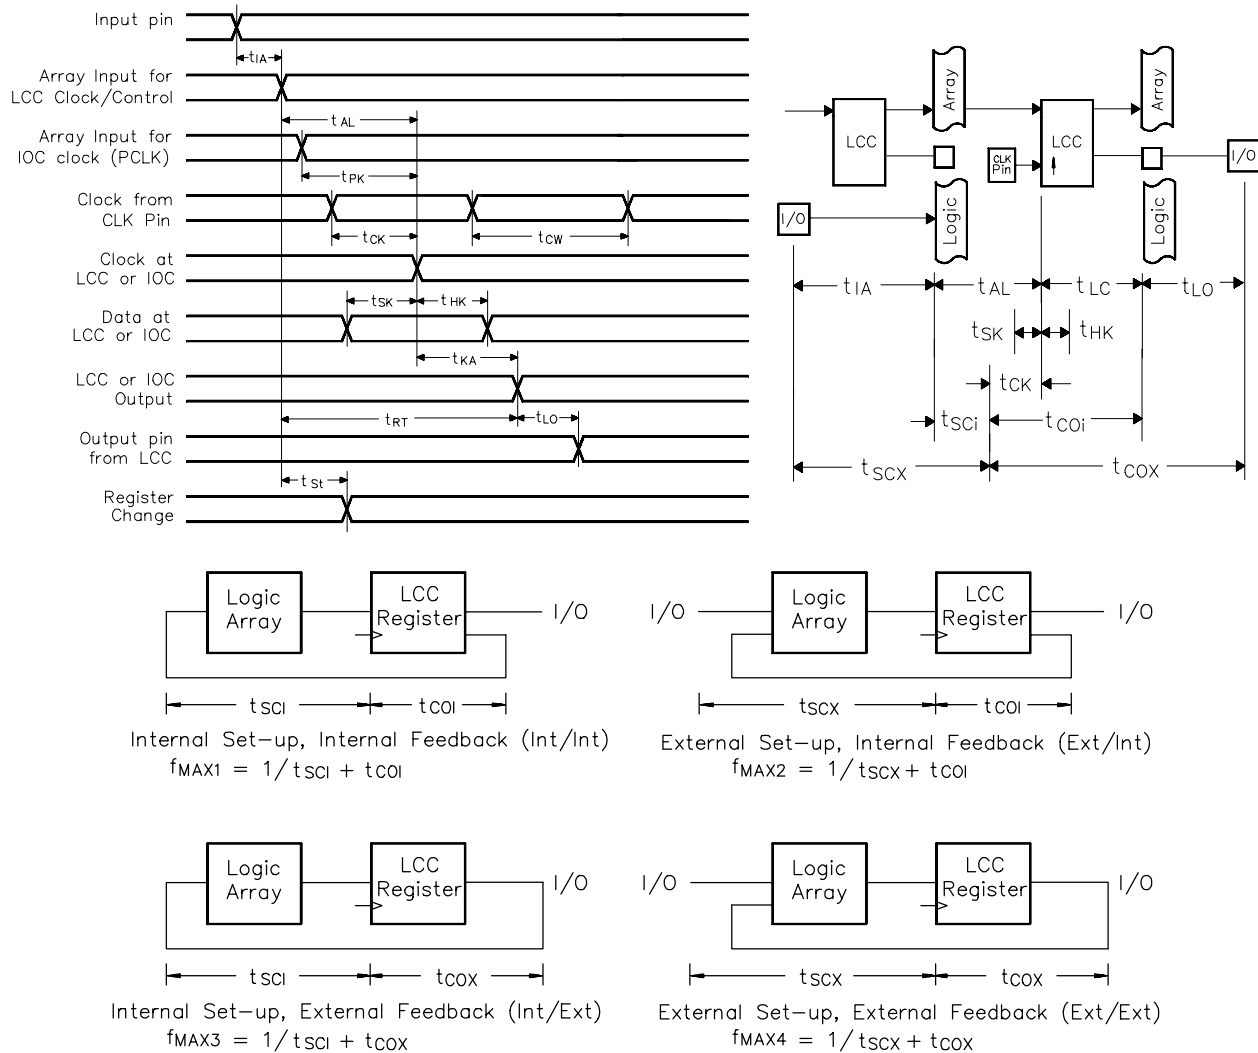 Input pin
tIA
Array Input for
LCC Clock/Control
tAL
Array Input for
IOC clock (PCLK)
tPK
Clock from
CLK Pin
tCK
tCW
Clock at
LCC or IOC
tSK
tHK
Data at
LCC or IOC
tKA
LCC or IOC
Output
tRT
tLO
Output pin
from LCC
tSt
Register
Change
Array
Array
LCC
CLK
Pin
LCC
I/O
I/O
Logic
Logic
tIA
tAL
tLC
tLO
tSK
tHK
tCK
tSCi
tCOi
tSCX
tCOX
Logic
Array
LCC
Register
I/O
tSCI
tCOI
Internal Set-up, Internal Feedback (Int/Int)
fMAX1 = 1/tSCI + tCOI
I/O
Logic
Array
LCC
Register
I/O
tSCX
tCOI
External Set-up, Internal Feedback (Ext/Int)
fMAX2 = 1/tSCX + tCOI
Logic
Array
LCC
Register
I/O
tSCI
tCOX
Internal Set-up, External Feedback (Int/Ext)
fMAX3 = 1/tSCI + tCOX
I/O
Logic
Array
LCC
Register
I/O
tSCX
tCOX
External Set-up, External Feedback (Ext/Ext)
fMAX4 = 1/tSCX + tCOX